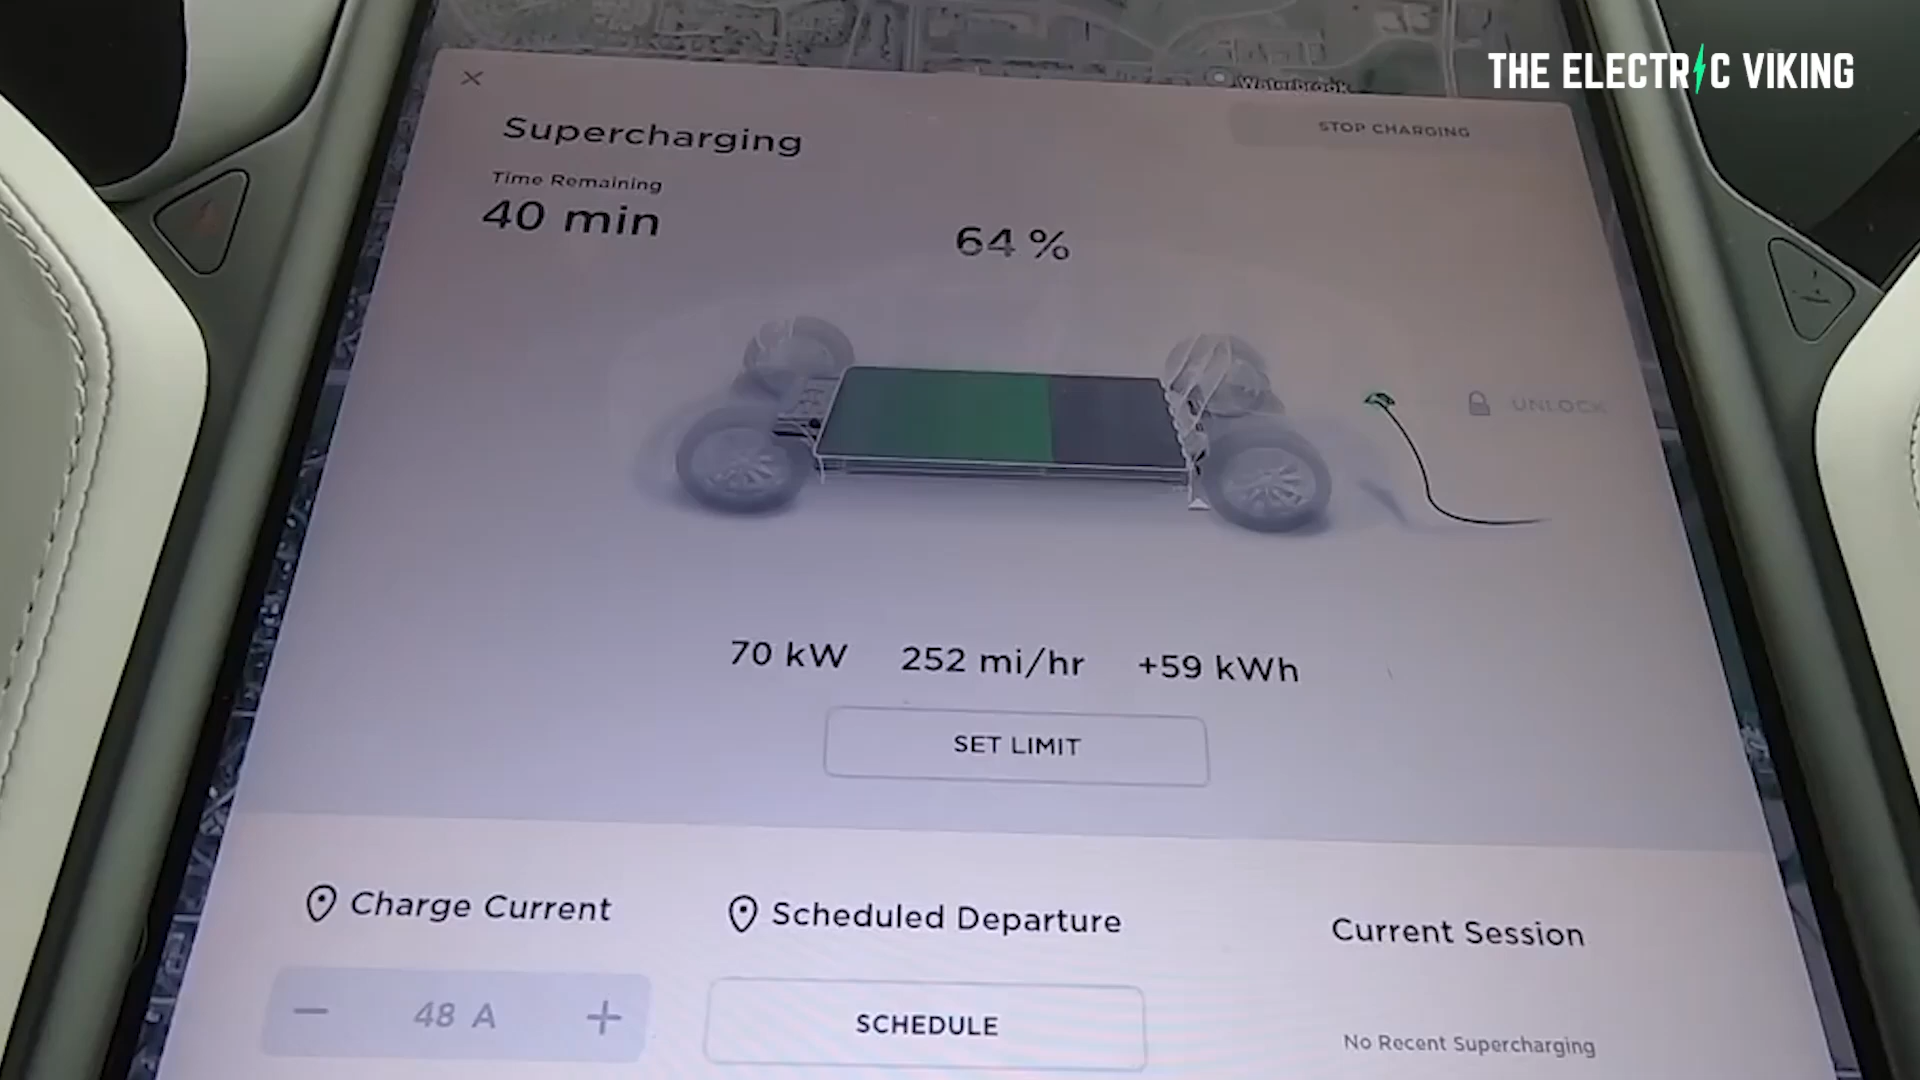 THE ELECTRIC VIKING
Waterbrook
Supercharging
STOP CHARGING
Time Remaining
40 min
64 %
UNLOCK
70 kW 252 mi/hr +59 kWh
SET LIMIT
Charge Current
Scheduled Departure
Current Session
48 A
SCHEDULE
No Recent Supercharging